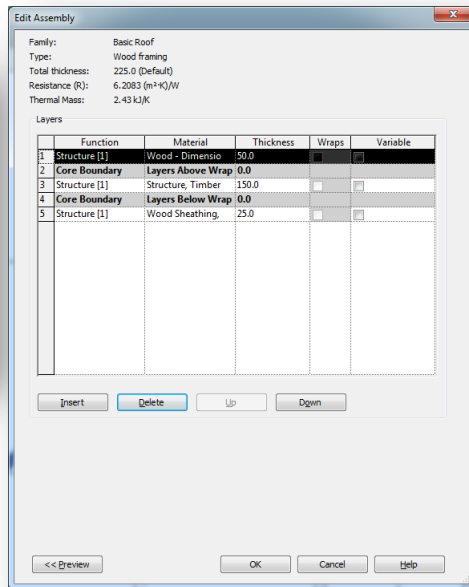 Edit Assembly
Family: Basic Roof
Type: Wood framing
Total thickness: 225.0 (Default)
Resistance (R): 6.2083 (m²·K)/W
Thermal Mass: 2.43 kJ/K
Layers
Function Material Thickness Wraps Variable
1 Structure [1] Wood - Dimensio 50.0
2 Core Boundary Layers Above Wrap 0.0
3 Structure [1] Structure, Timber 150.0
4 Core Boundary Layers Below Wrap 0.0
5 Structure [1] Wood Sheathing, 25.0
Insert Delete Up Down
<< Preview OK Cancel Help